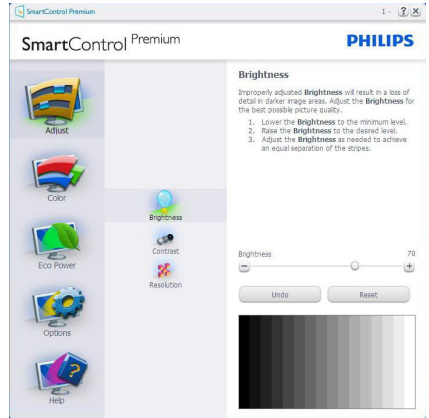 SmartControl Premium
1 - ? X
SmartControl Premium
PHILIPS
Adjust
Color
Eco Power
Options
Help
Brightness
Contrast
Resolution
Brightness
Improperly adjusted Brightness will result in a loss of
detail in darker image areas. Adjust the Brightness for
the best possible picture quality.
1. Lower the Brightness to the minimum level.
2. Raise the Brightness to the desired level.
3. Adjust the Brightness as needed to achieve
an equal separation of the stripes.
Brightness 70
Undo Reset